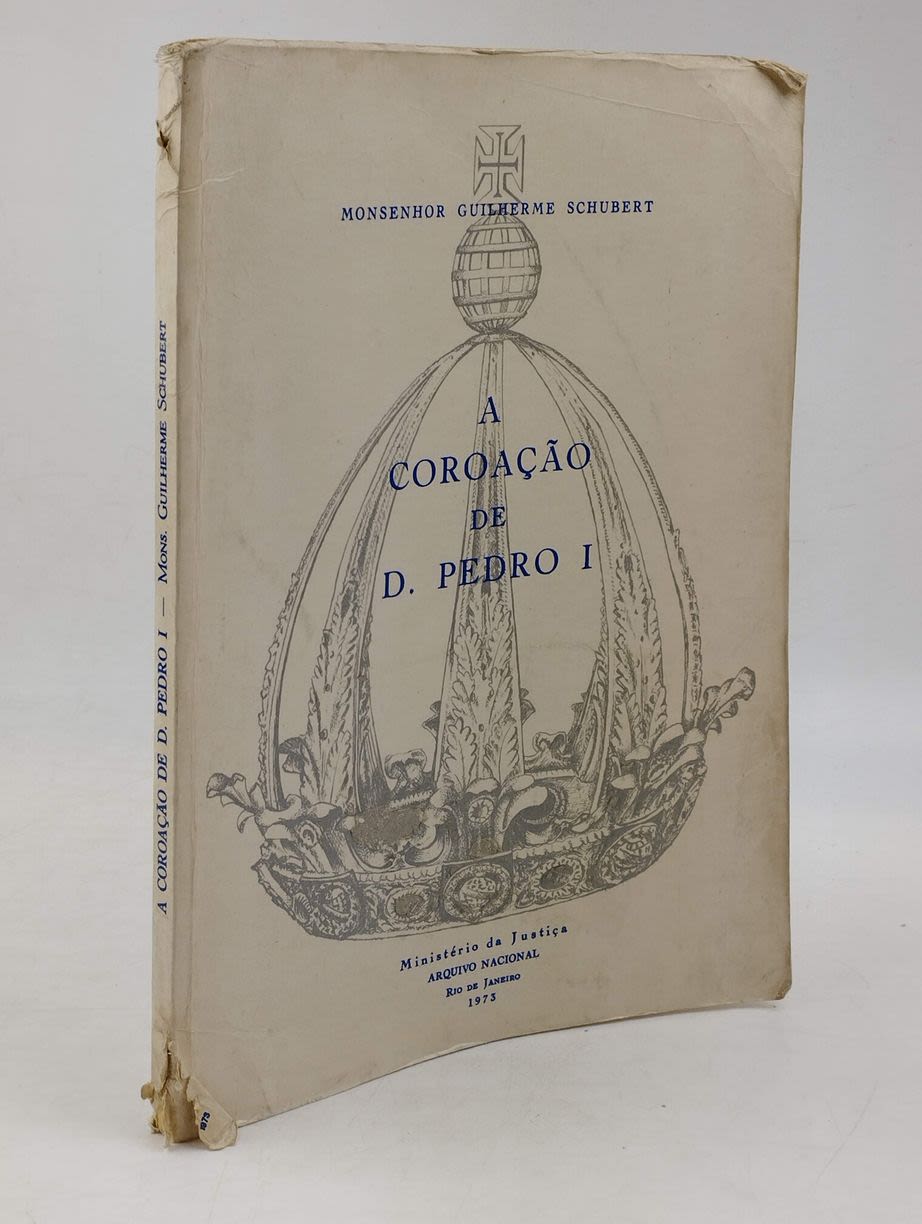 MONSENHOR GUILHERME SCHUBERT
A
COROAÇÃO
DE
D. PEDRO I
Ministério da Justiça
ARQUIVO NACIONAL
RIO DE JANEIRO
1973
A COROAÇÃO DE D. PEDRO I — MONS. GUILHERME SCHUBERT
1973